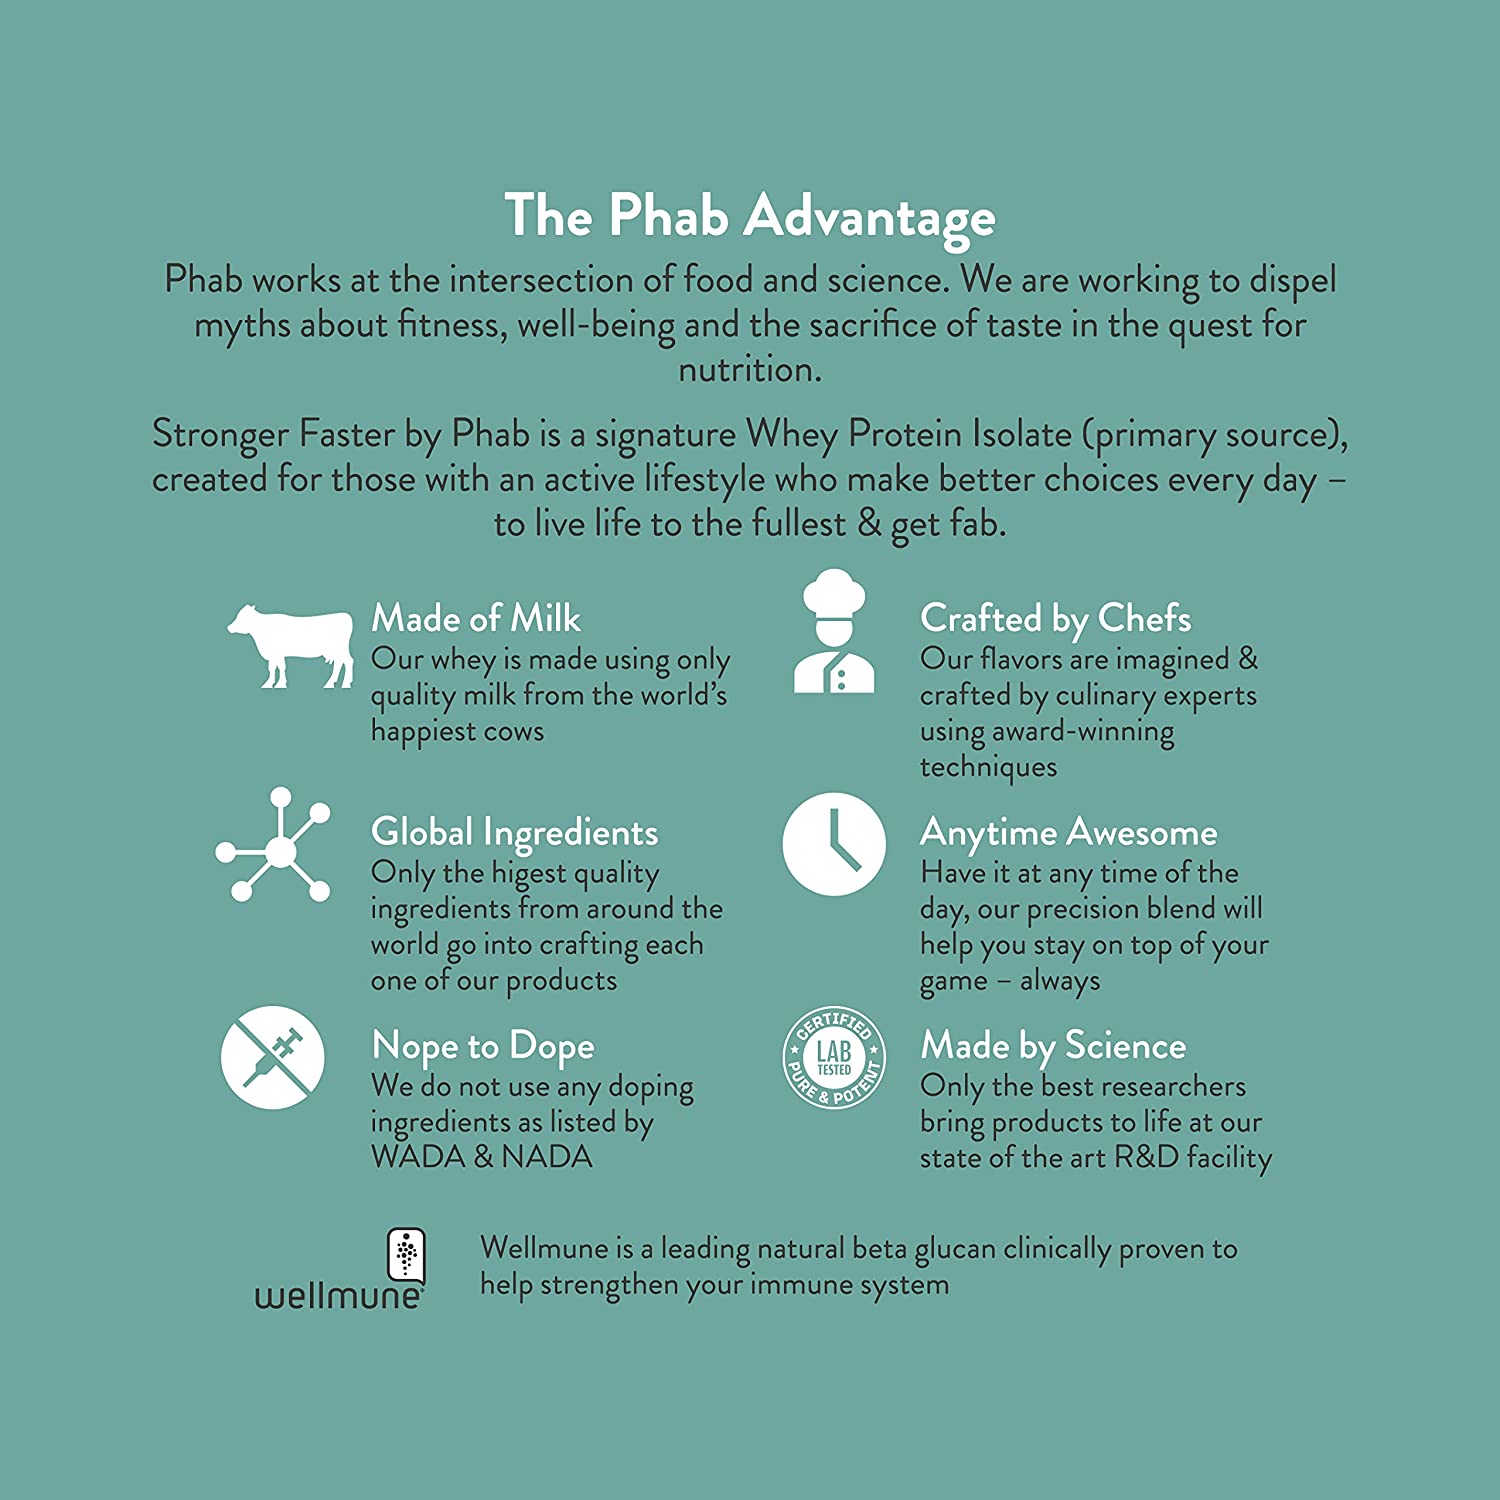 The Phab Advantage
Phab works at the intersection of food and science. We are working to dispel
myths about fitness, well-being and the sacrifice of taste in the quest for
nutrition.
Stronger Faster by Phab is a signature Whey Protein Isolate (primary source),
created for those with an active lifestyle who make better choices every day –
to live life to the fullest & get fab.
Made of Milk
Our whey is made using only
quality milk from the world's
happiest cows
Crafted by Chefs
Our flavors are imagined &
crafted by culinary experts
using award-winning
techniques
Global Ingredients
Only the higest quality
ingredients from around the
world go into crafting each
one of our products
Anytime Awesome
Have it at any time of the
day, our precision blend will
help you stay on top of your
game – always
Nope to Dope
We do not use any doping
ingredients as listed by
WADA & NADA
CERTIFIED
LAB
TESTED
PURE & POTENT
Made by Science
Only the best researchers
bring products to life at our
state of the art R&D facility
wellmune®
Wellmune is a leading natural beta glucan clinically proven to
help strengthen your immune system